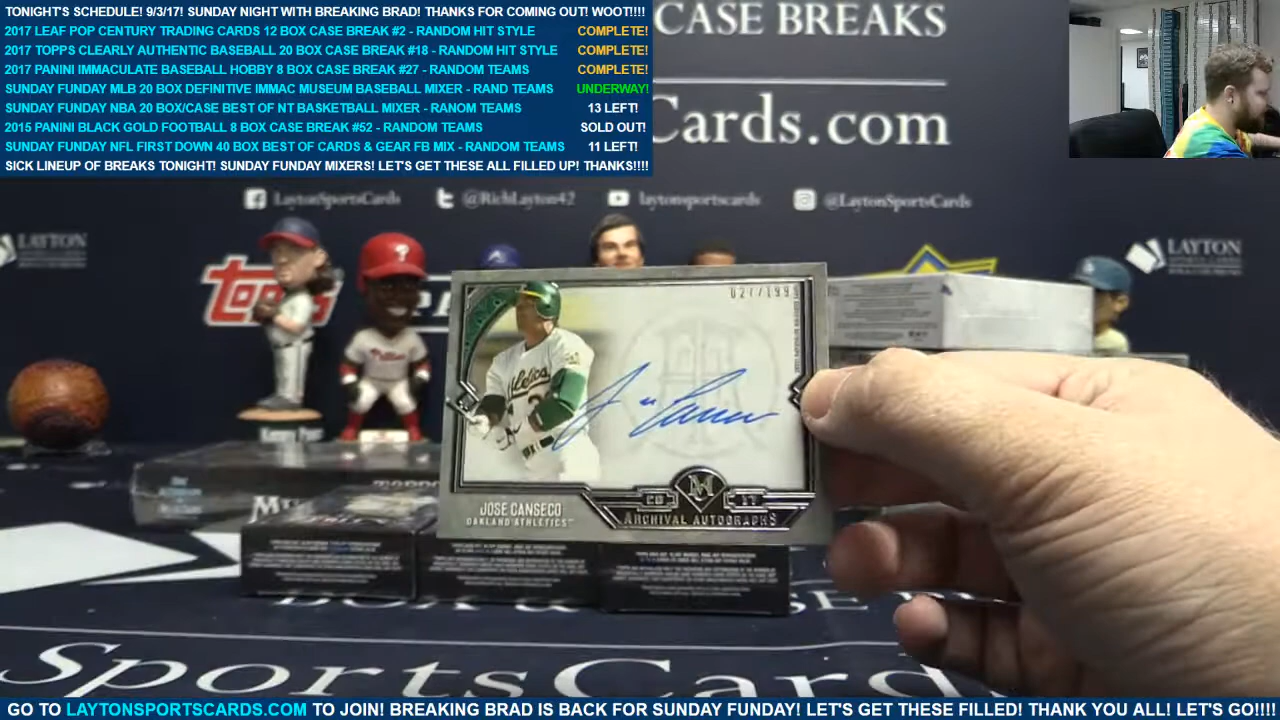 TONIGHT'S SCHEDULE! 9/3/17! SUNDAY NIGHT WITH BREAKING BRAD! THANKS FOR COMING OUT! WOOT!!!!
2017 LEAF POP CENTURY TRADING CARDS 12 BOX CASE BREAK #2 - RANDOM HIT STYLE COMPLETE!
2017 TOPPS CLEARLY AUTHENTIC BASEBALL 20 BOX CASE BREAK #18 - RANDOM HIT STYLE COMPLETE!
2017 PANINI IMMACULATE BASEBALL HOBBY 8 BOX CASE BREAK #27 - RANDOM TEAMS COMPLETE!
SUNDAY FUNDAY MLB 20 BOX DEFINITIVE IMMAC MUSEUM BASEBALL MIXER - RAND TEAMS UNDERWAY!
SUNDAY FUNDAY NBA 20 BOX/CASE BEST OF NT BASKETBALL MIXER - RANOM TEAMS 13 LEFT!
2015 PANINI BLACK GOLD FOOTBALL 8 BOX CASE BREAK #52 - RANDOM TEAMS SOLD OUT!
SUNDAY FUNDAY NFL FIRST DOWN 40 BOX BEST OF CARDS & GEAR FB MIX - RANDOM TEAMS 11 LEFT!
SICK LINEUP OF BREAKS TONIGHT! SUNDAY FUNDAY MIXERS! LET'S GET THESE ALL FILLED UP! THANKS!!!!
CASE BREAKS
Cards.com
LaytonSportsCards @RichLayton42 laytonsportscards @LaytonSportsCards
LAYTON
LAYTON
topps
Phillies
Athletics
JOSE CANSECO
OAKLAND ATHLETICS
ARCHIVAL AUTOGRAPHS
BOX & CASE BRE
LaytonSportsCards.
GO TO LAYTONSPORTSCARDS.COM TO JOIN! BREAKING BRAD IS BACK FOR SUNDAY FUNDAY! LET'S GET THESE FILLED! THANK YOU ALL! LET'S GO!!!!